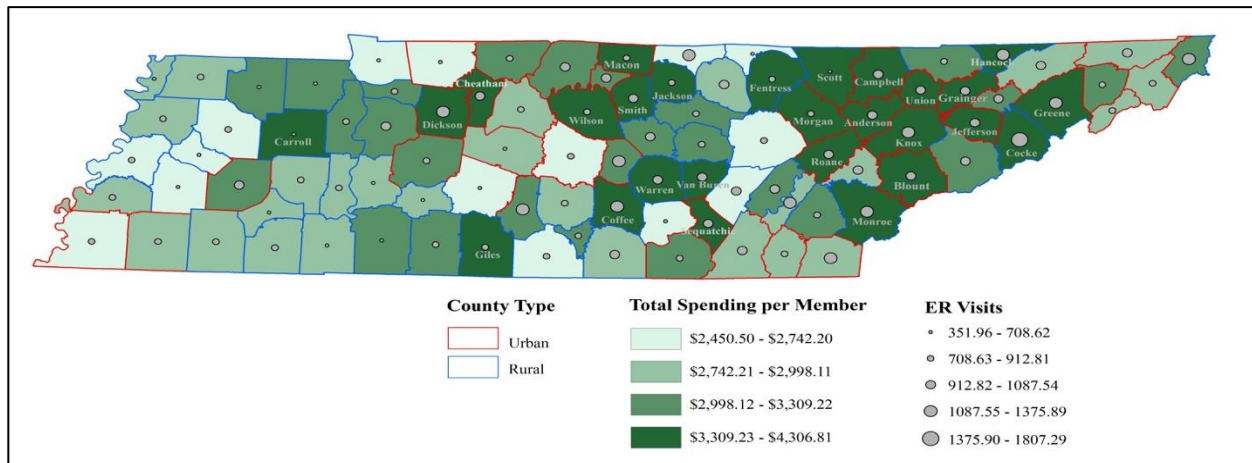 Macon
Hancock
Cheatham
Scott
Campbell
Jackson
Fentress
Smith
Union
Grainger
Dickson
Wilson
Morgan
Anderson
Greene
Carroll
Knox
Jefferson
Roane
Cocke
Warren
Van Buren
Blount
Coffee
Monroe
Sequatchie
Giles
County Type
Urban
Rural
Total Spending per Member
$2,450.50 - $2,742.20
$2,742.21 - $2,998.11
$2,998.12 - $3,309.22
$3,309.23 - $4,306.81
ER Visits
351.96 - 708.62
708.63 - 912.81
912.82 - 1087.54
1087.55 - 1375.89
1375.90 - 1807.29